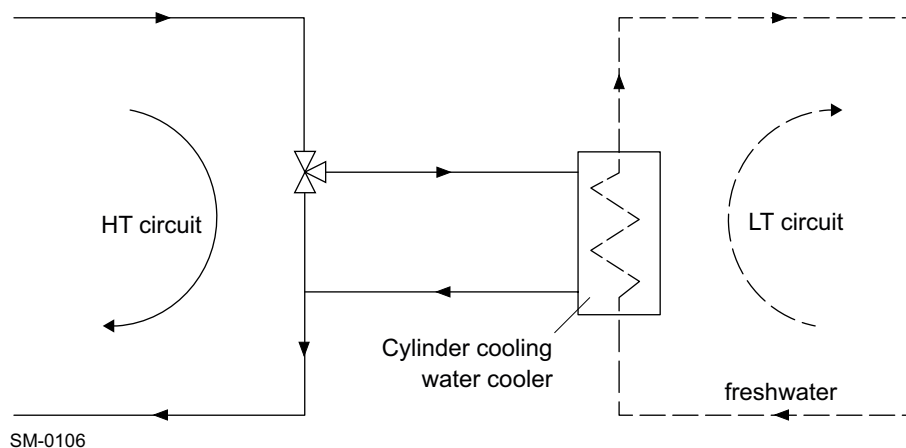 HT circuit
LT circuit
Cylinder cooling
water cooler
freshwater
SM-0106